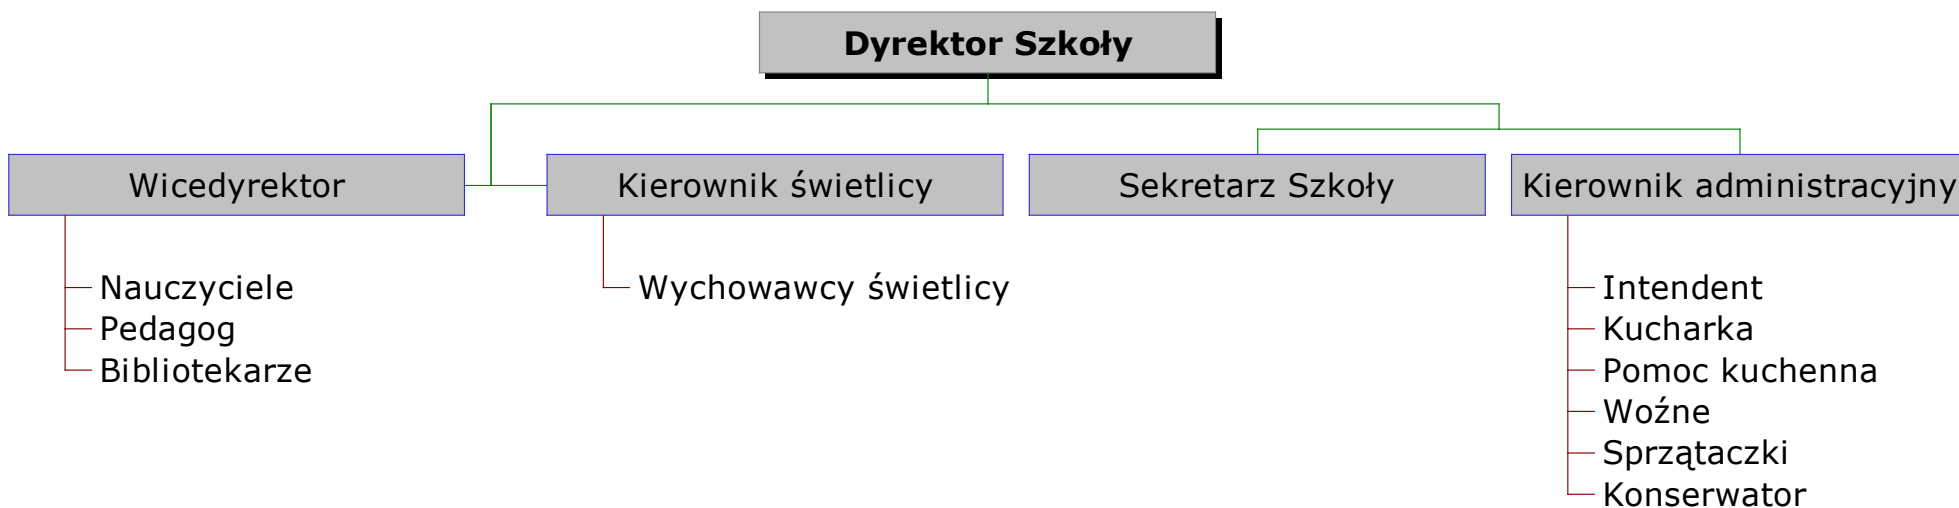 Dyrektor Szkoły
Wicedyrektor
Kierownik świetlicy
Sekretarz Szkoły
Kierownik administracyjny
Nauczyciele
Pedagog
Bibliotekarze
Wychowawcy świetlicy
Intendent
Kucharka
Pomoc kuchenna
Woźne
Sprzątaczki
Konserwator